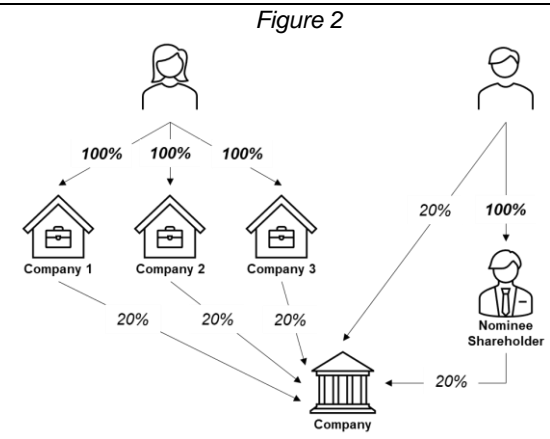 Figure 2
100% 100% 100%
20% 100%
Company 1 Company 2 Company 3
20% 20% 20%
Nominee
Shareholder
20%
Company